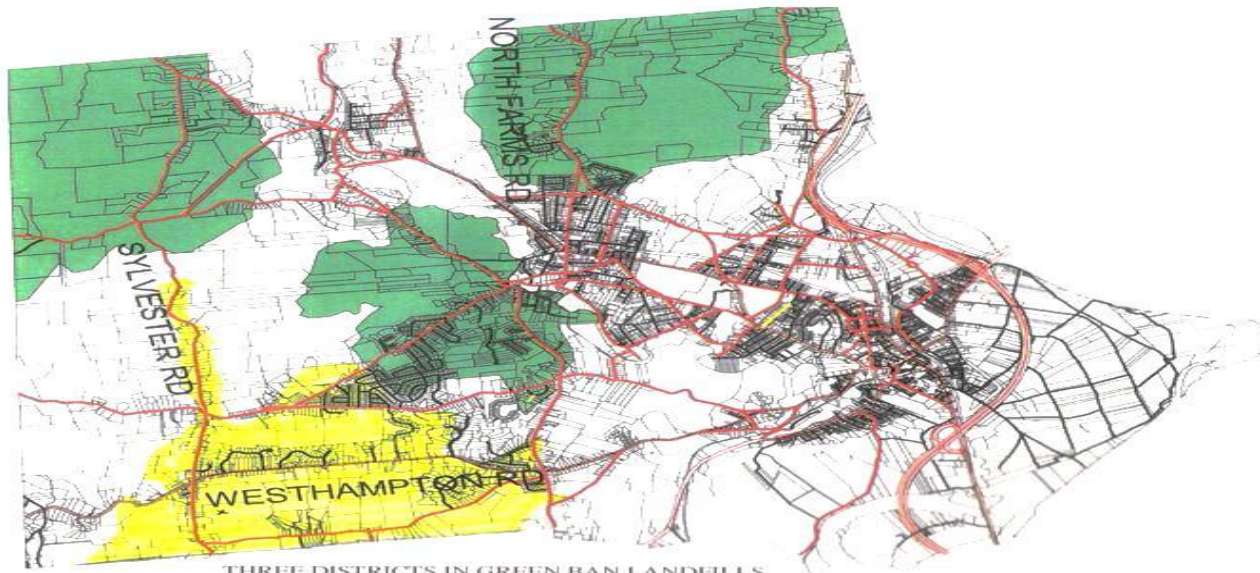 NORTH FARMS RD
SYLVESTER RD
WESTHAMPTON RD
THREE DISTRICTS IN GREEN BAN LANDFILLS